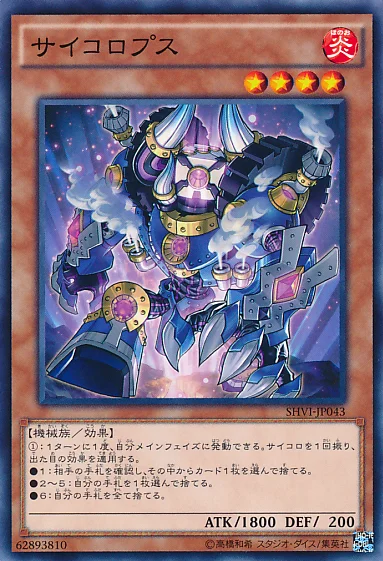 サイコロプス
炎
SHVI-JP043
【機械族／効果】
①：1ターンに1度、自分メインフェイズに発動できる。サイコロを1回振り、
出た目の効果を適用する。
●1：相手の手札を確認し、その中からカード1枚を選んで捨てる。
●2～5：自分の手札を1枚選んで捨てる。
●6：自分の手札を全て捨てる。
ATK/1800 DEF/ 200
62893810
©高橋和希 スタジオ・ダイス/集英社